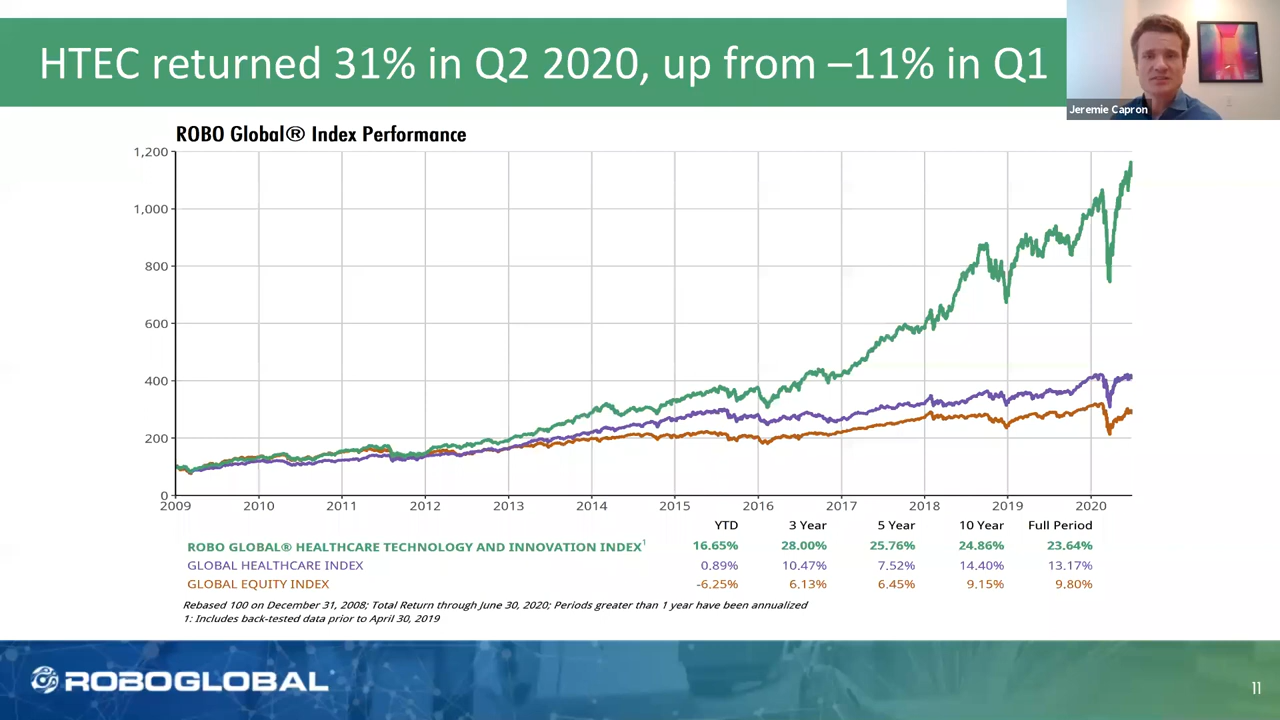 HTEC returned 31% in Q2 2020, up from –11% in Q1
Jeremie Capron
ROBO Global® Index Performance
1,200
1,000
800
600
400
200
0
2009 2010 2011 2012 2013 2014 2015 2016 2017 2018 2019 2020
YTD 3 Year 5 Year 10 Year Full Period
ROBO GLOBAL® HEALTHCARE TECHNOLOGY AND INNOVATION INDEX¹ 16.65% 28.00% 25.76% 24.86% 23.64%
GLOBAL HEALTHCARE INDEX 0.89% 10.47% 7.52% 14.40% 13.17%
GLOBAL EQUITY INDEX -6.25% 6.13% 6.45% 9.15% 9.80%
Rebased 100 on December 31, 2008; Total Return through June 30, 2020; Periods greater than 1 year have been annualized
1: Includes back-tested data prior to April 30, 2019
ROBOGLOBAL
11